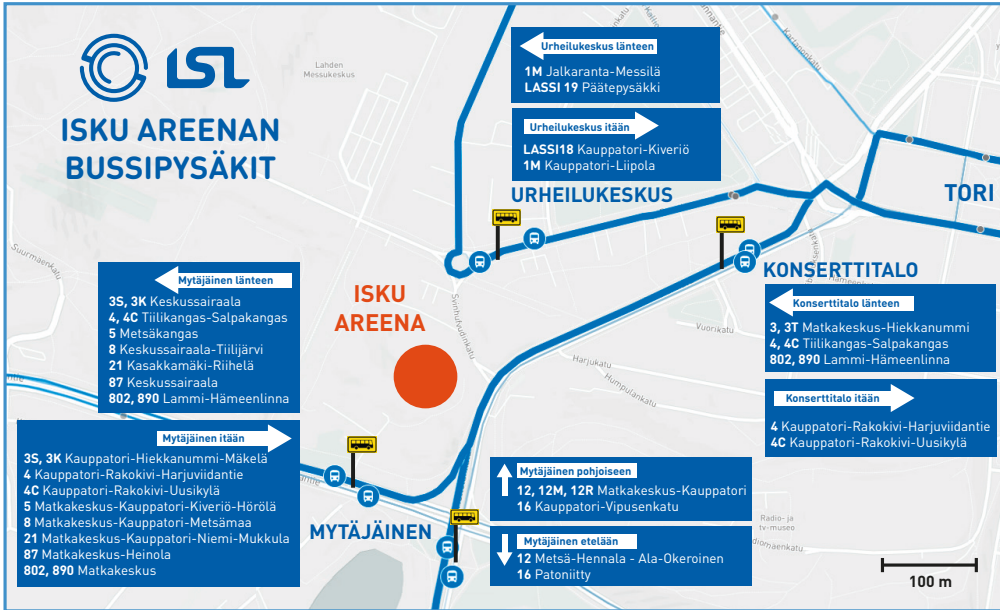 LSL
ISKU AREENAN
BUSSIPYSÄKIT
Lahden
Messukeskus
Urheilukeskus länteen
1M Jalkaranta-Messilä
LASSI 19 Päätepysäkki
Urheilukeskus itään
LASSI18 Kauppatori-Kiveriö
1M Kauppatori-Liipola
URHEILUKESKUS
Kartanonkatu
TORI
Suurmaenkatu
Svinhufvudinkatu
ISKU
AREENA
KONSERTTITALO
Mytäjäinen länteen
3S, 3K Keskussairaala
4, 4C Tiilikangas-Salpakangas
5 Metsäkangas
8 Keskussairaala-Tiilijärvi
21 Kasakkamäki-Riihelä
87 Keskussairaala
802, 890 Lammi-Hämeenlinna
Konserttitalo länteen
3, 3T Matkakeskus-Hiekkanummi
4, 4C Tiilikangas-Salpakangas
802, 890 Lammi-Hämeenlinna
Vuorikatu
Harjukatu
Humpulankatu
Konserttitalo itään
4 Kauppatori-Rakokivi-Harjuviidantie
4C Kauppatori-Rakokivi-Uusikylä
Mytäjäinen itään
3S, 3K Kauppatori-Hiekkanummi-Mäkelä
4 Kauppatori-Rakokivi-Harjuviidantie
4C Kauppatori-Rakokivi-Uusikylä
5 Matkakeskus-Kauppatori-Kiveriö-Hörölä
8 Matkakeskus-Kauppatori-Metsämaa
21 Matkakeskus-Kauppatori-Niemi-Mukkula
87 Matkakeskus-Heinola
802, 890 Matkakeskus
MYTÄJÄINEN
Mytäjäinen pohjoiseen
12, 12M, 12R Matkakeskus-Kauppatori
16 Kauppatori-Vipusenkatu
Mytäjäinen etelään
12 Metsä-Hennala - Ala-Okeroinen
16 Patoniitty
Radio- ja
tv-museo
100 m